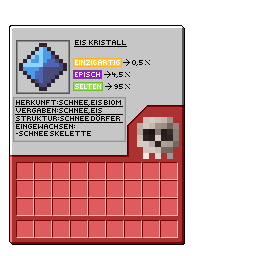 EIS KRISTALL
EINZIGARTIG → 0,5 %
EPISCH → 4,5 %
SELTEN → 95 %
HERKUNFT:SCHNEE,EIS BIOM
VERGABEN:SCHNEE,EIS
STRUKTUR:SCHNEE DÖRFER
EINGEWACHSEN:
-SCHNEE SKELETTE